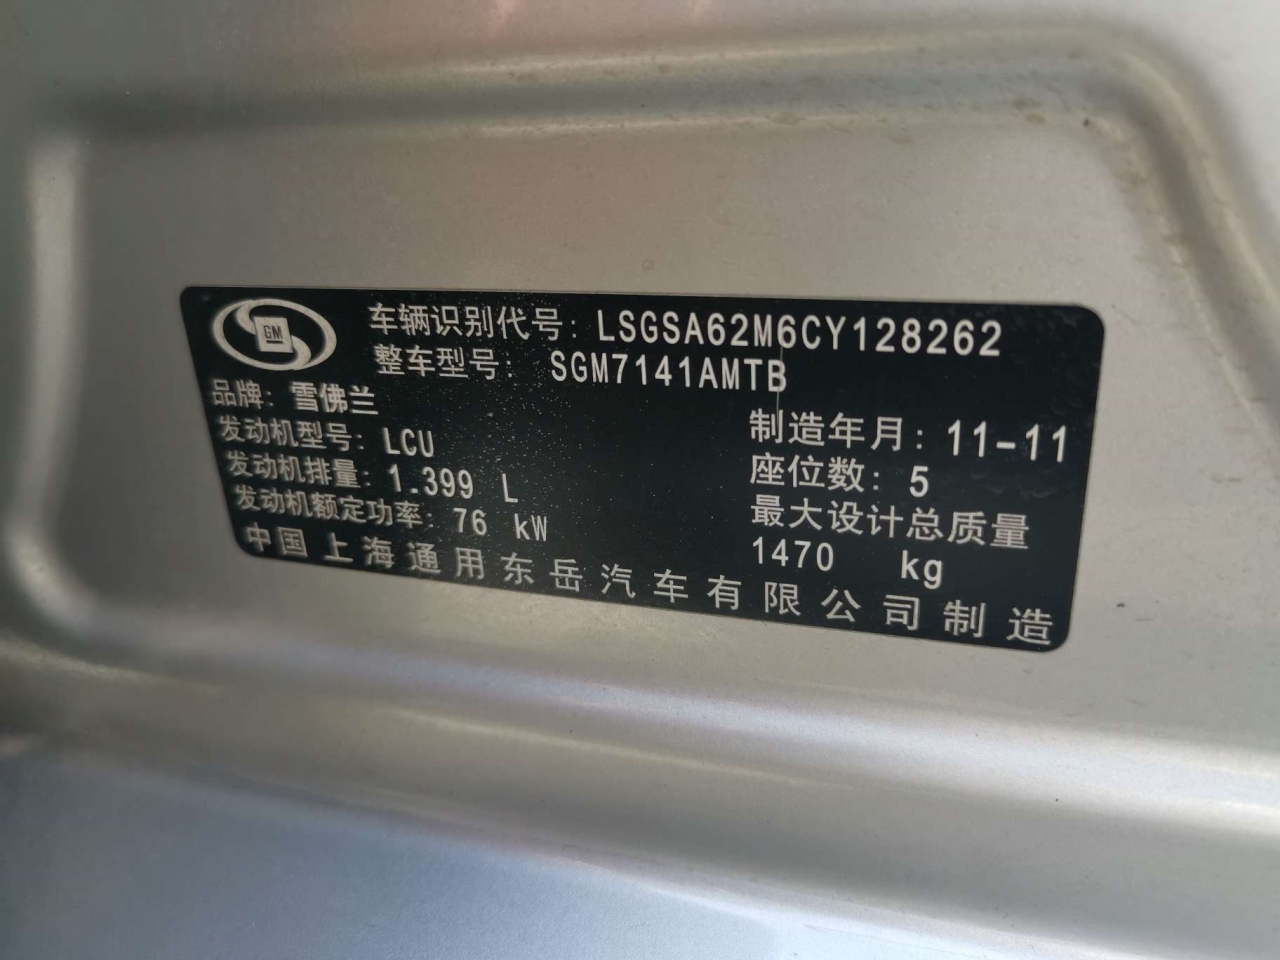 GM
车辆识别代号: LSGSA62M6CY128262
整车型号: SGM7141AMTB
品牌: 雪佛兰
发动机型号: LCU
发动机排量: 1.399 L
发动机额定功率: 76 kW
制造年月: 11-11
座位数: 5
最大设计总质量
1470 kg
中国上海通用东岳汽车有限公司制造